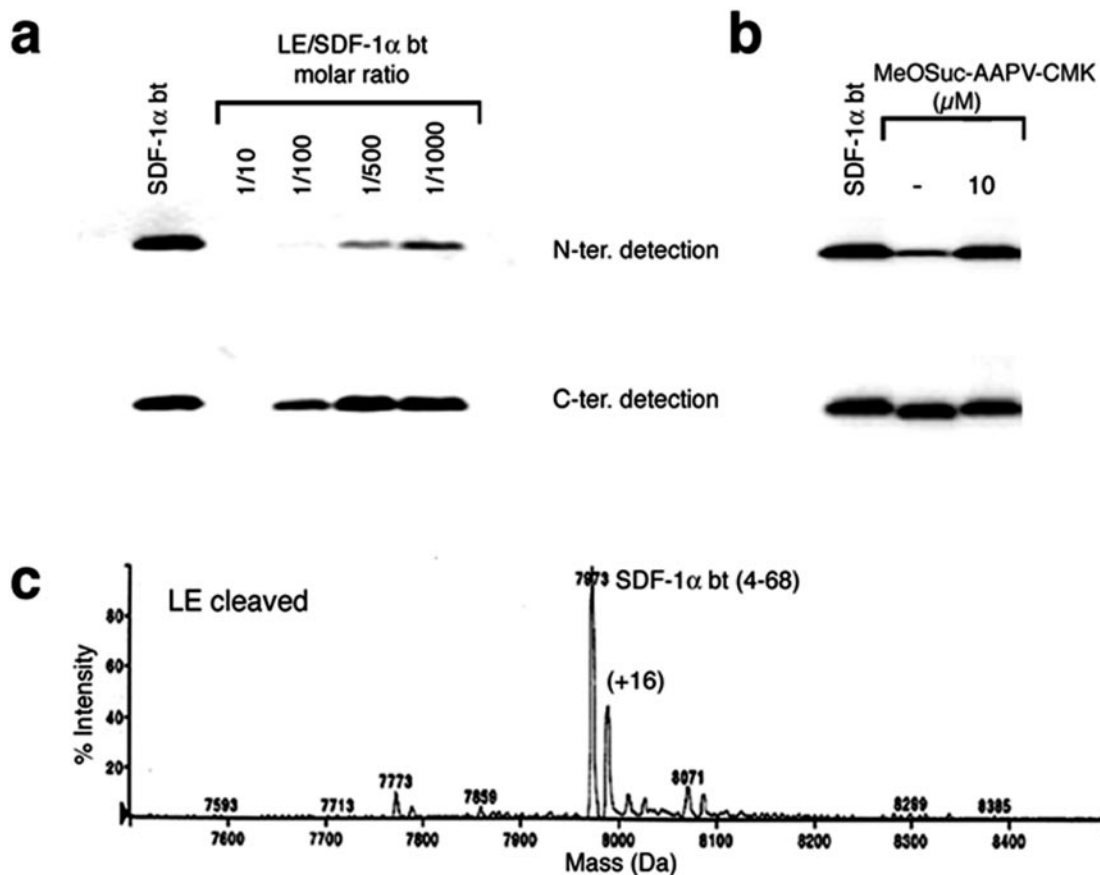 a
LE/SDF-1α bt
molar ratio
SDF-1α bt
1/10
1/100
1/500
1/1000
N-ter. detection
C-ter. detection
b
MeOSuc-AAPV-CMK
(µM)
SDF-1α bt
-
10
c
LE cleaved
7973 SDF-1α bt (4-68)
(+16)
% Intensity
80
60
40
20
7593
7713
7773
7859
8071
8299
8385
7600
7700
7800
7900
8000
8100
8200
8300
8400
Mass (Da)